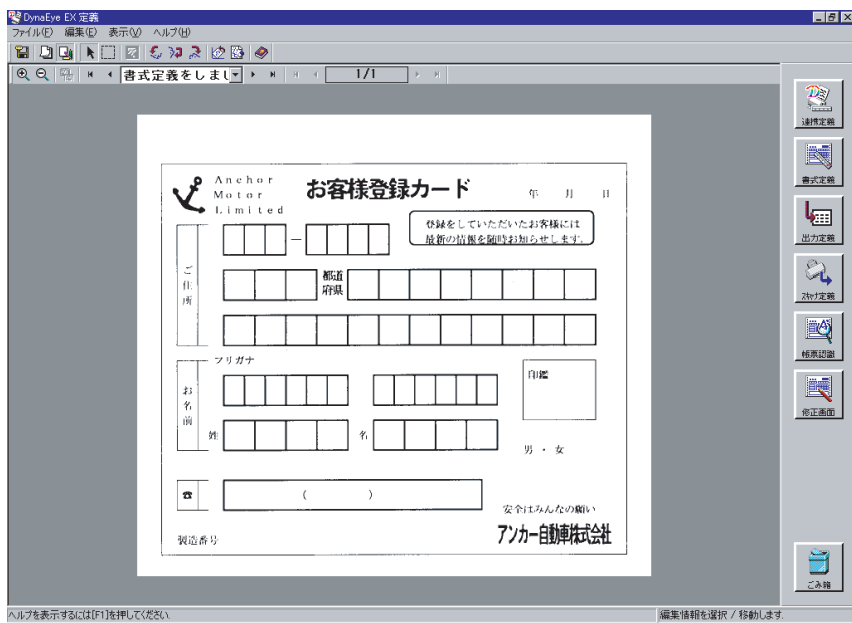 DynaEye EX 定義
ファイル(F) 編集(E) 表示(V) ヘルプ(H)
書式定義をしまし 1/1
連携定義
書式定義
出力定義
スキャナ定義
帳票認識
修正画面
ごみ箱
Anchor
Motor
Limited
お客様登録カード
年 月 日
登録をしていただいたお客様には
最新の情報を随時お知らせします.
ご住所
都道
府県
フリガナ
お名前
印鑑
姓 名
男 ・ 女
☎ ( )
安全はみんなの願い
製造番号
アンカー自動車株式会社
ヘルプを表示するには[F1]を押してください. 編集情報を選択 / 移動します.